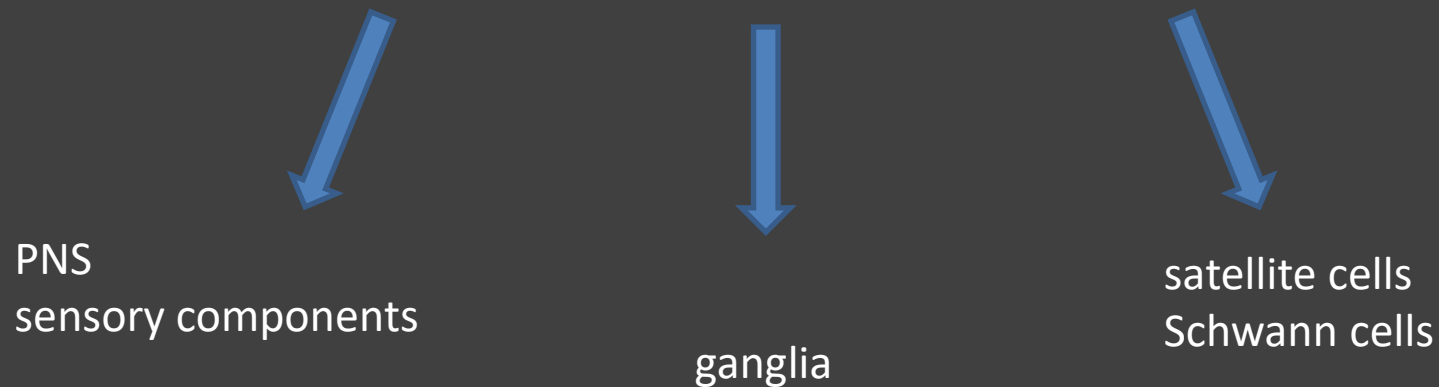 PNS
sensory components
ganglia
satellite cells
Schwann cells